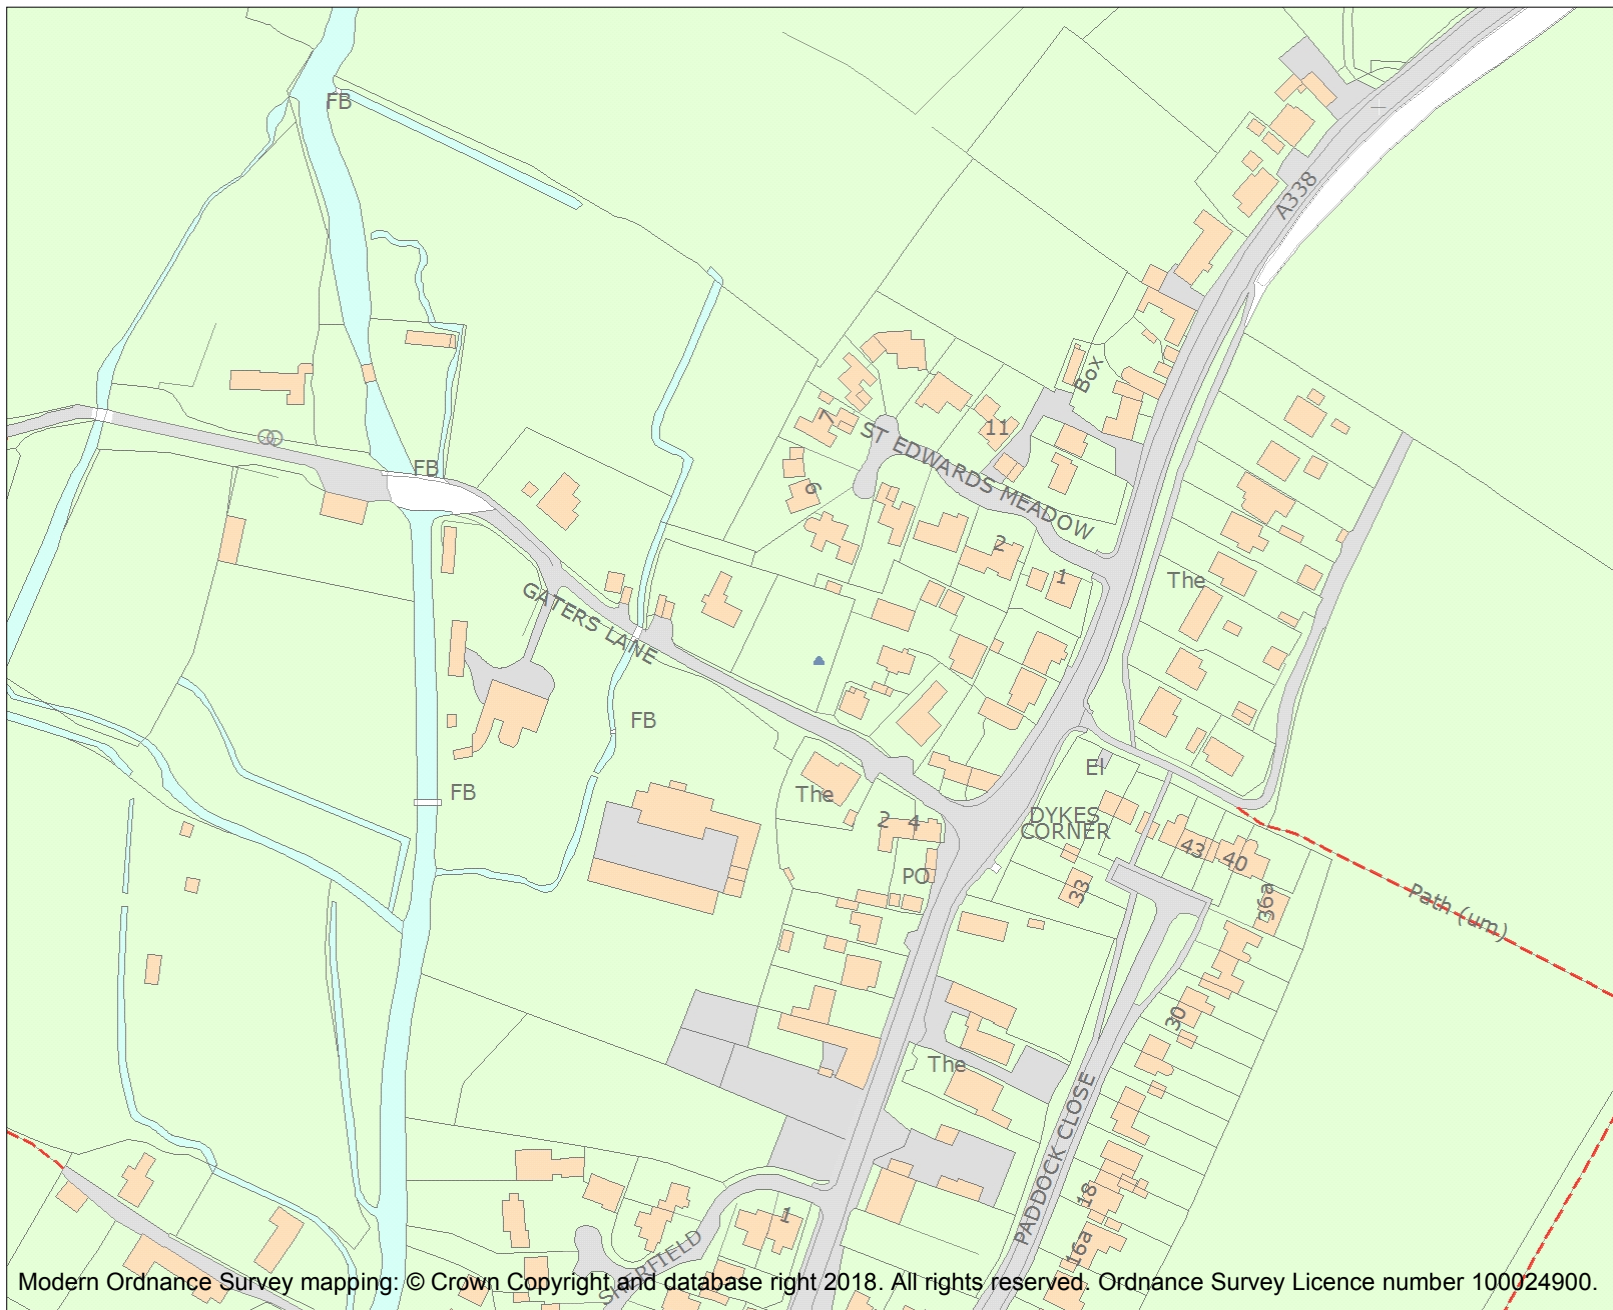 FB
A338
Box
7
11
ST EDWARDS MEADOW
FB
6
2
1
The
GATERS LANE
FB
El
FB
The
DYKES
CORNER
2 4
43
40
PO
33
36a
Path (um)
30
The
PADDOCK CLOSE
18
1
16a
SHERFIELD
Modern Ordnance Survey mapping: © Crown Copyright and database right 2018. All rights reserved. Ordnance Survey Licence number 100024900.